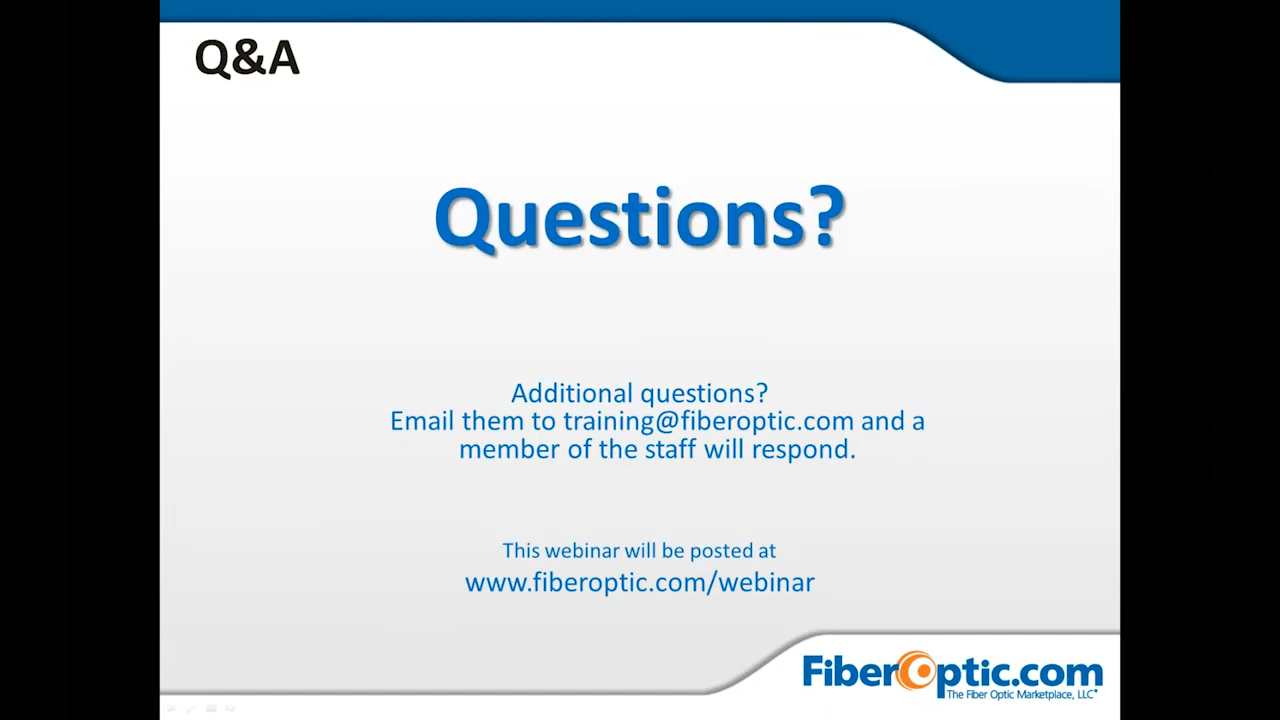 Q&A
Questions?
Additional questions?
Email them to training@fiberoptic.com and a
member of the staff will respond.
This webinar will be posted at
www.fiberoptic.com/webinar
FiberOptic.com
The Fiber Optic Marketplace, LLC®